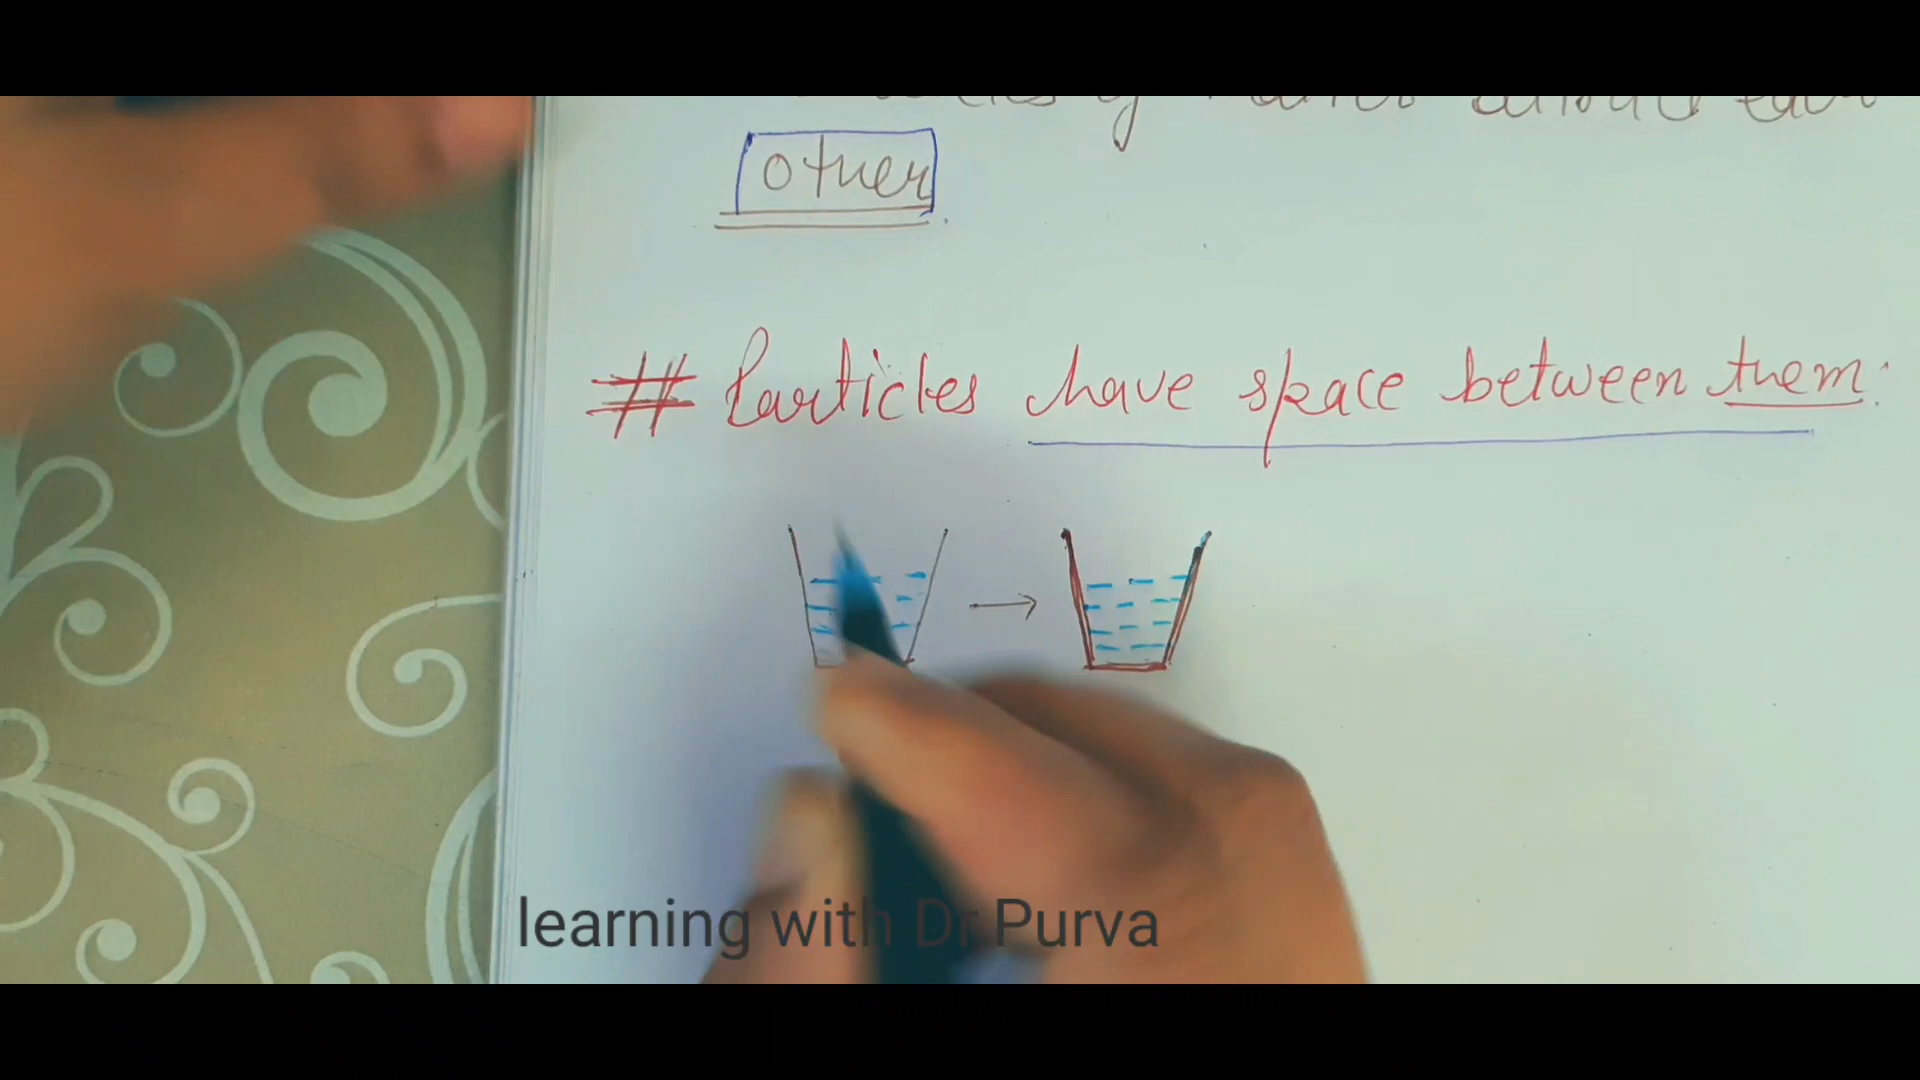 other
# Particles have space between them.
learning with Dr Purva